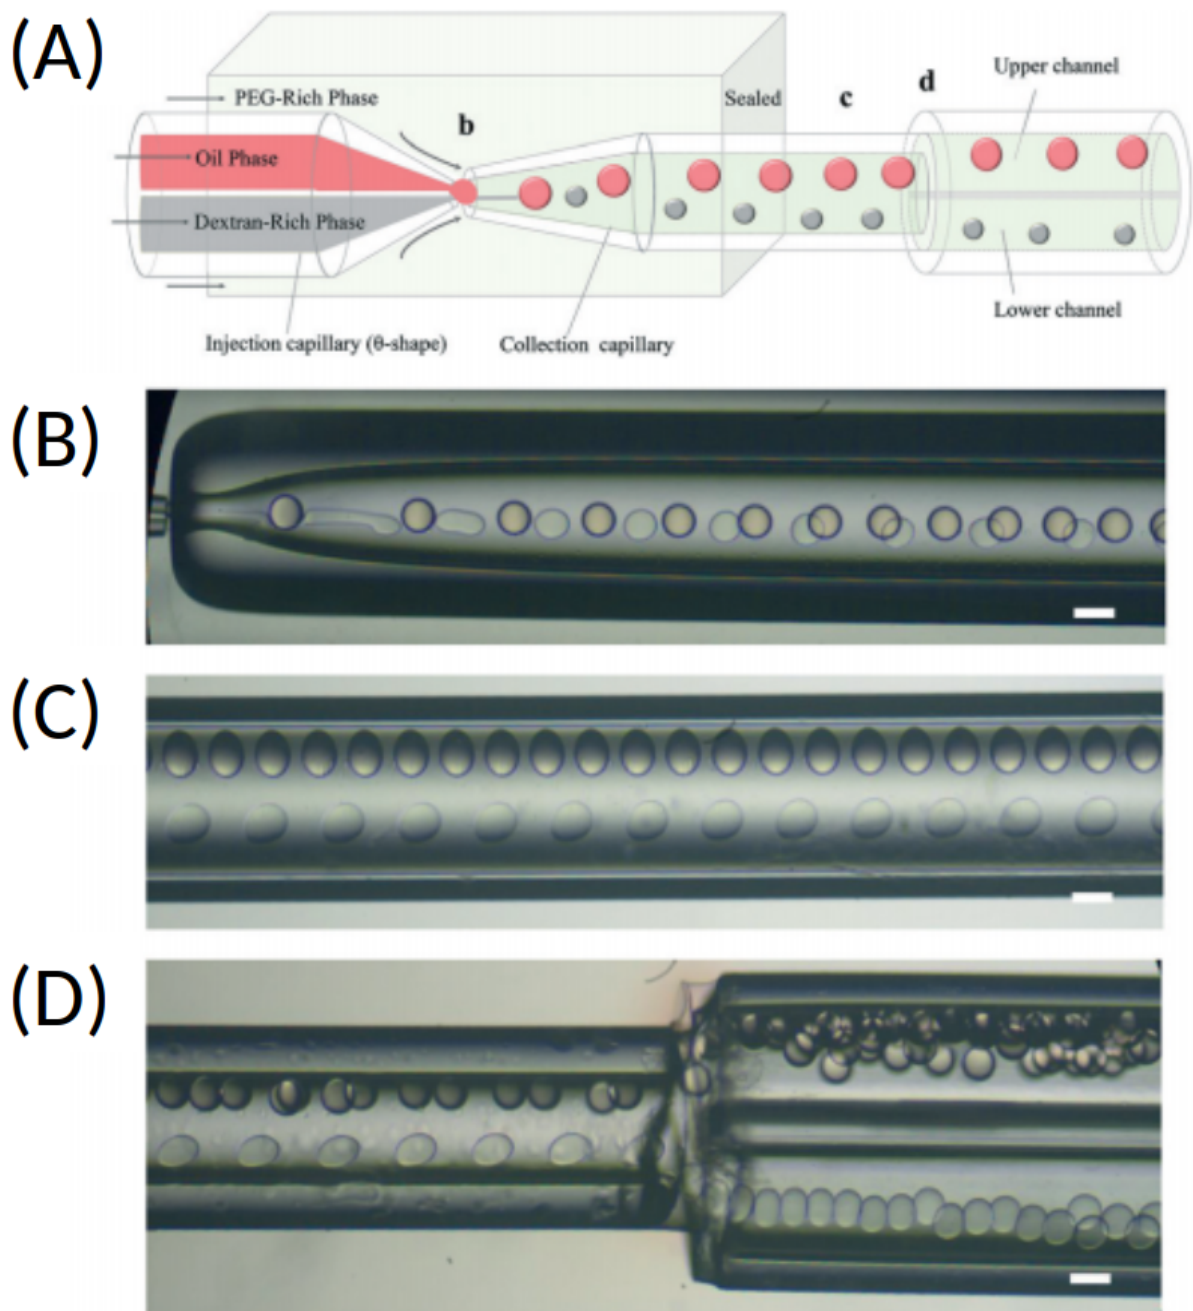 (A)
PEG-Rich Phase
Oil Phase
Dextran-Rich Phase
b
Sealed
c
d
Upper channel
Lower channel
Injection capillary (θ-shape)
Collection capillary
(B)
(C)
(D)